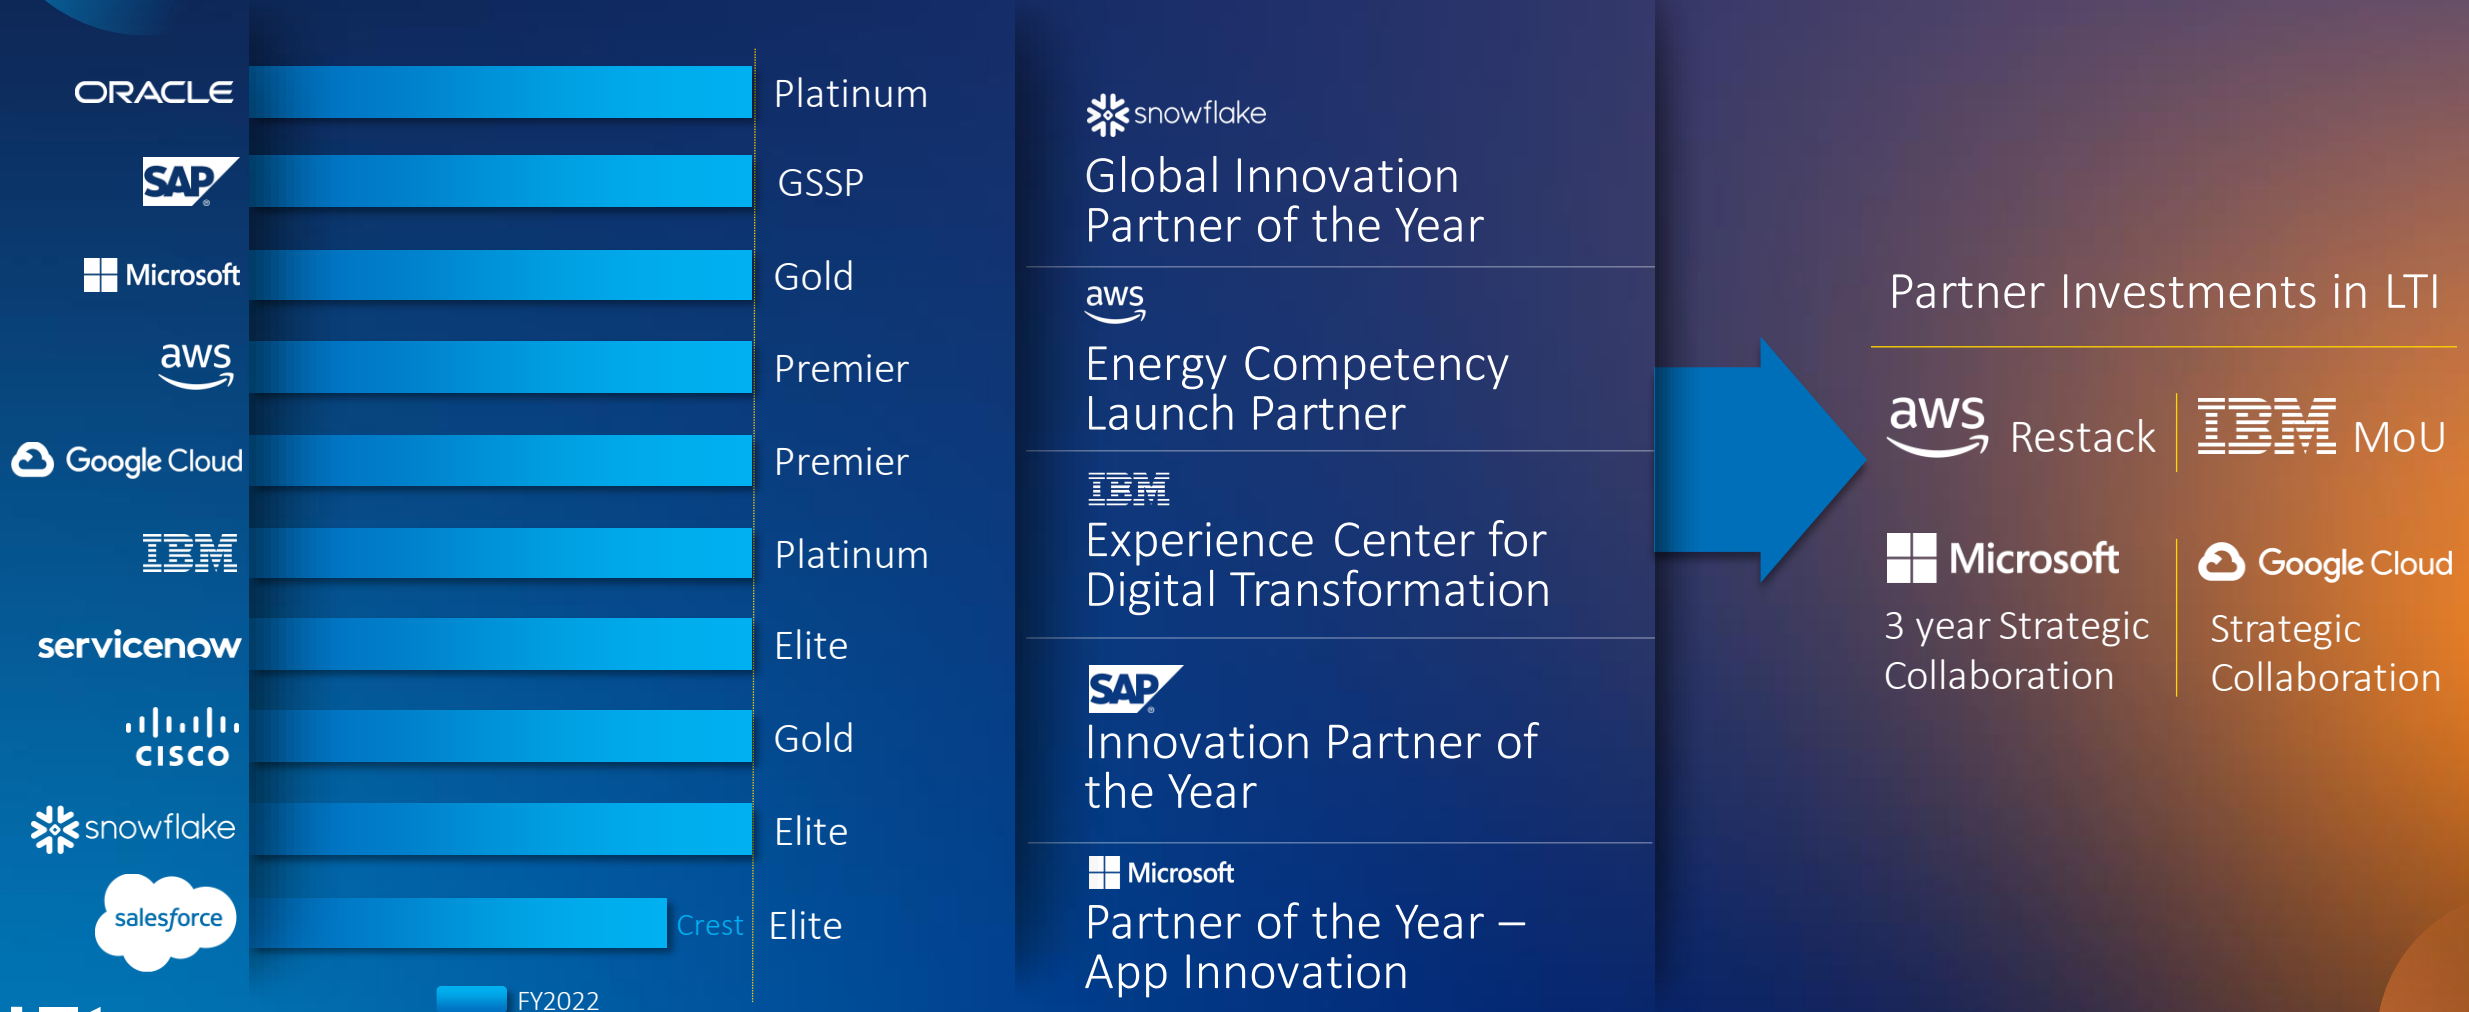 ORACLE
Platinum
SAP
GSSP
Microsoft
Gold
aws
Premier
Google Cloud
Premier
IBM
Platinum
servicenow
Elite
CISCO
Gold
snowflake
Elite
salesforce
Crest
Elite
FY2022
snowflake
Global Innovation
Partner of the Year
aws
Energy Competency
Launch Partner
IBM
Experience Center for
Digital Transformation
SAP
Innovation Partner of
the Year
Microsoft
Partner of the Year –
App Innovation
Partner Investments in LTI
aws Restack
IBM MoU
Microsoft
3 year Strategic
Collaboration
Google Cloud
Strategic
Collaboration